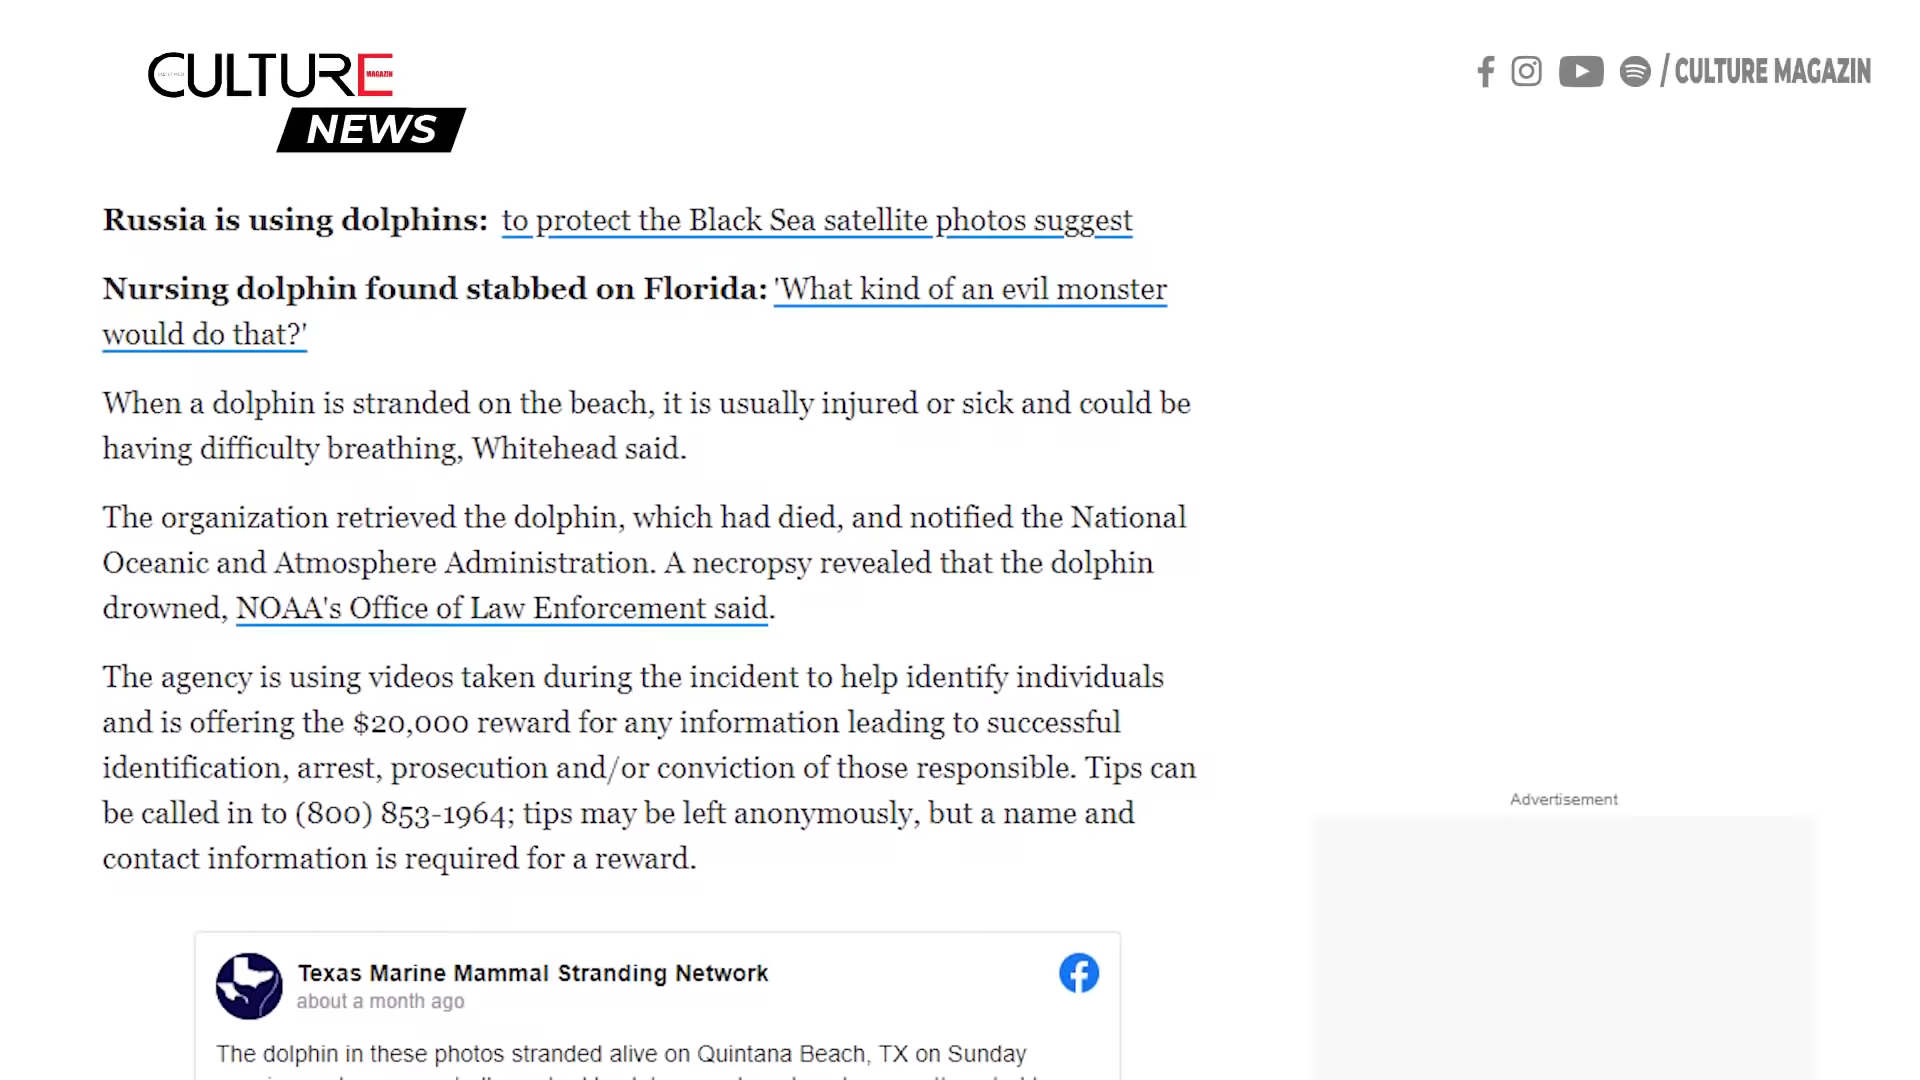 CULTURE
MAGAZIN
NEWS
/ CULTURE MAGAZIN
Russia is using dolphins: to protect the Black Sea satellite photos suggest
Nursing dolphin found stabbed on Florida: 'What kind of an evil monster
would do that?'
When a dolphin is stranded on the beach, it is usually injured or sick and could be
having difficulty breathing, Whitehead said.
The organization retrieved the dolphin, which had died, and notified the National
Oceanic and Atmosphere Administration. A necropsy revealed that the dolphin
drowned, NOAA's Office of Law Enforcement said.
The agency is using videos taken during the incident to help identify individuals
and is offering the $20,000 reward for any information leading to successful
identification, arrest, prosecution and/or conviction of those responsible. Tips can
be called in to (800) 853-1964; tips may be left anonymously, but a name and
contact information is required for a reward.
Advertisement
Texas Marine Mammal Stranding Network
about a month ago
The dolphin in these photos stranded alive on Quintana Beach, TX on Sunday